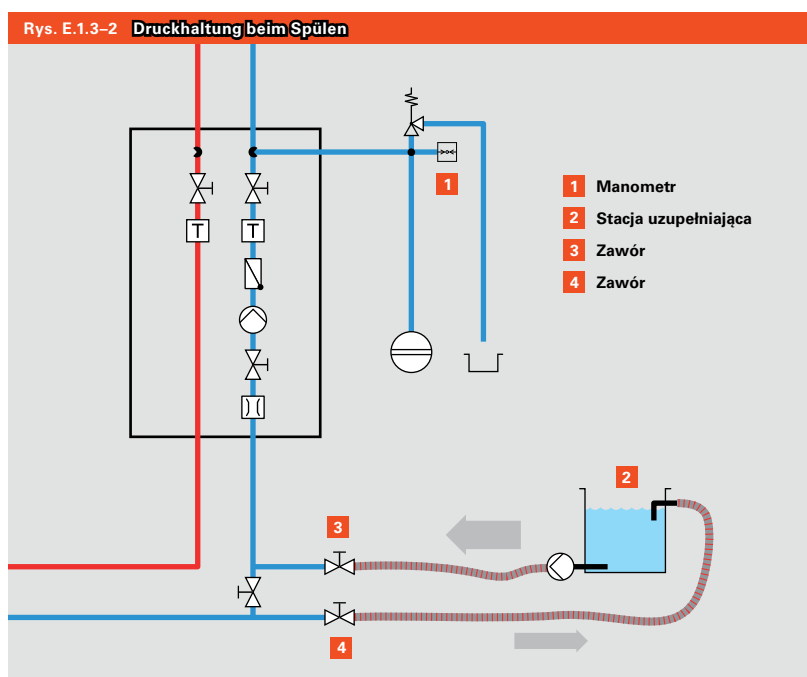 Rys. E.1.3–2 Druckhaltung beim Spülen
1
1 Manometr
2 Stacja uzupełniająca
3 Zawór
4 Zawór
T T
2
3
4